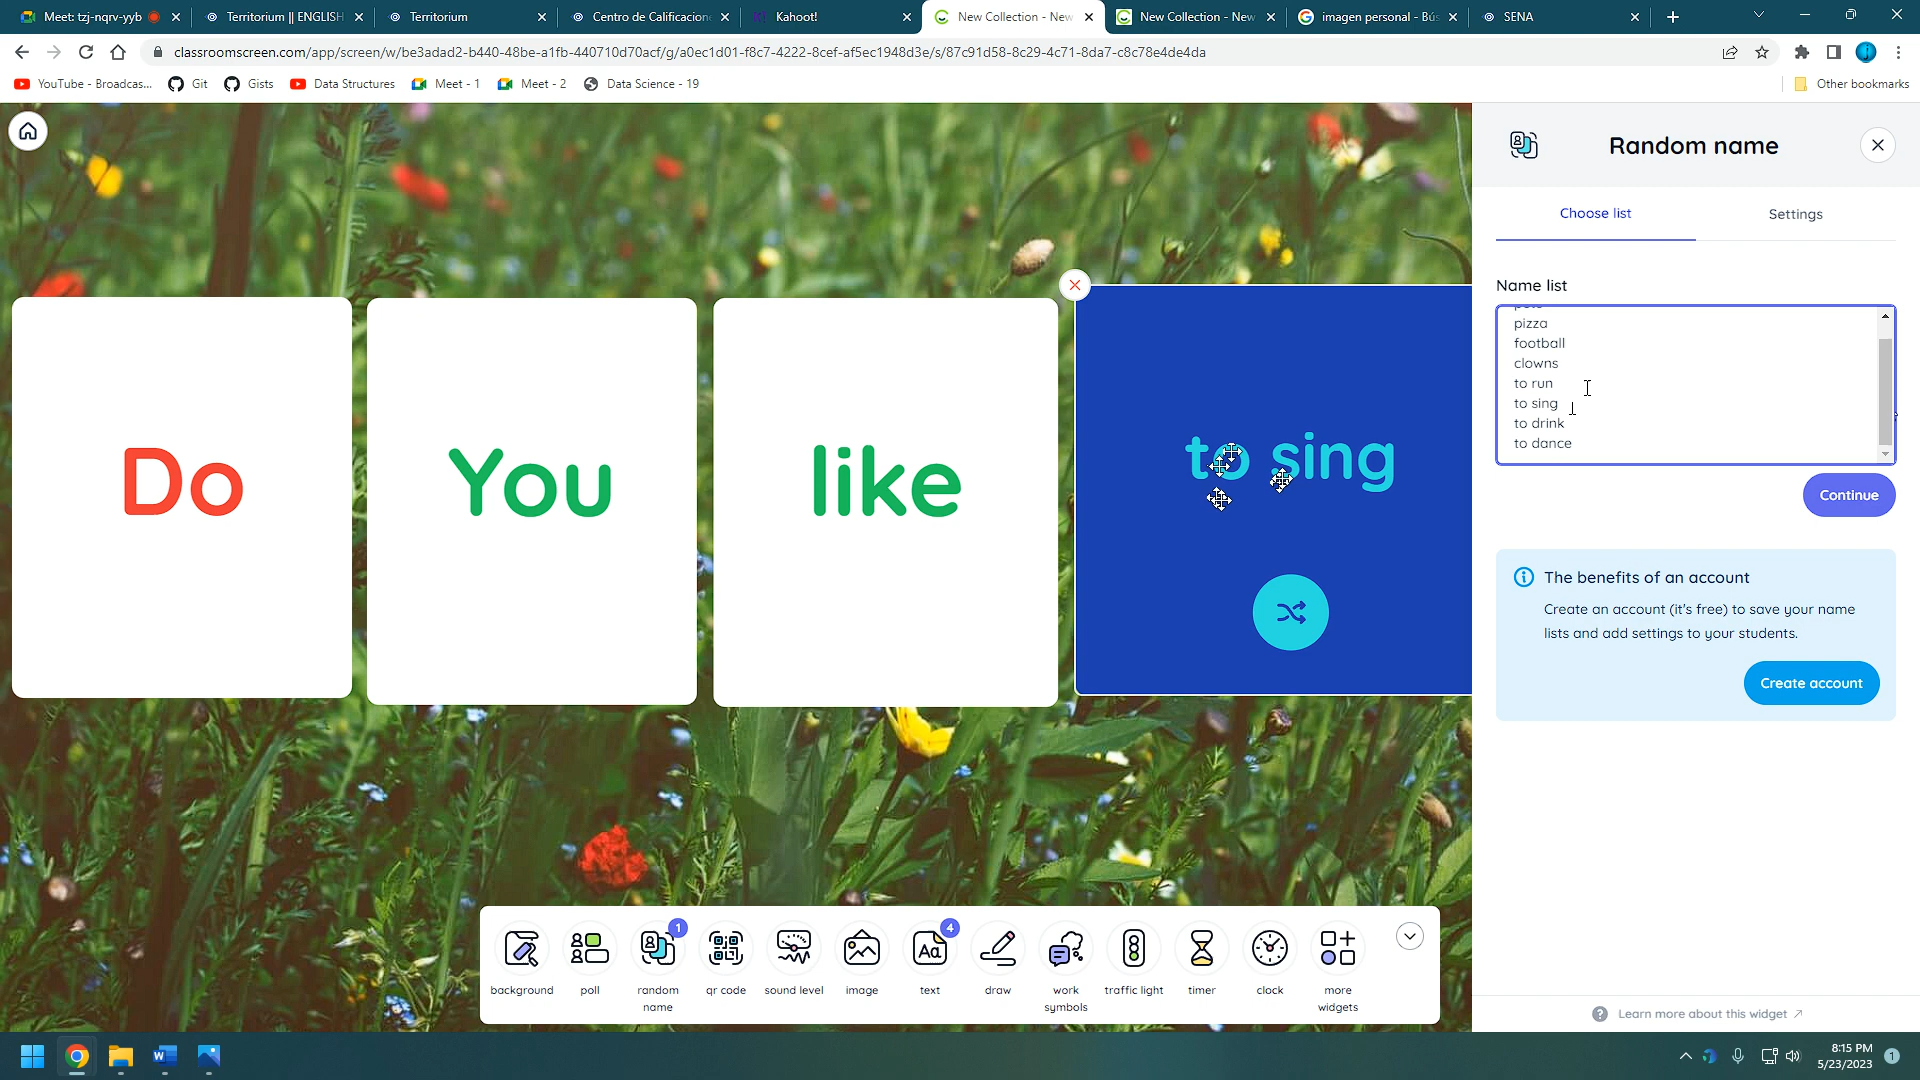 Meet: tzj-nqrv-yyb
Territorium || ENGLISH
Territorium
Centro de Calificacion
Kahoot!
New Collection - New
New Collection - New
imagen personal - Bús
SENA
classroomscreen.com/app/screen/w/be3adad2-b440-48be-a1fb-440710d70acf/g/a0ec1d01-f8c7-4222-8cef-af5ec1948d3e/s/87c91d58-8c29-4c71-8da7-c8c78e4de4da
YouTube - Broadcas...
Git
Gists
Data Structures
Meet - 1
Meet - 2
Data Science - 19
Other bookmarks
Random name
Choose list
Settings
Name list
pizza
football
clowns
to run
to sing
to drink
to dance
Continue
Do
You
like
to sing
The benefits of an account
Create an account (it's free) to save your name
lists and add settings to your students.
Create account
1
4
Aa
background
poll
random
name
qr code
sound level
image
text
draw
work
symbols
traffic light
timer
clock
more
widgets
Learn more about this widget
8:15 PM
5/23/2023
1